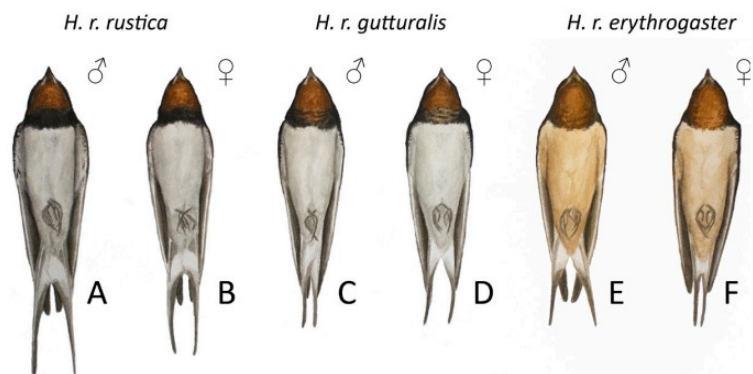 H. r. rustica H. r. gutturalis H. r. erythrogaster
♂ ♀ ♂ ♀ ♂ ♀
A B C D E F